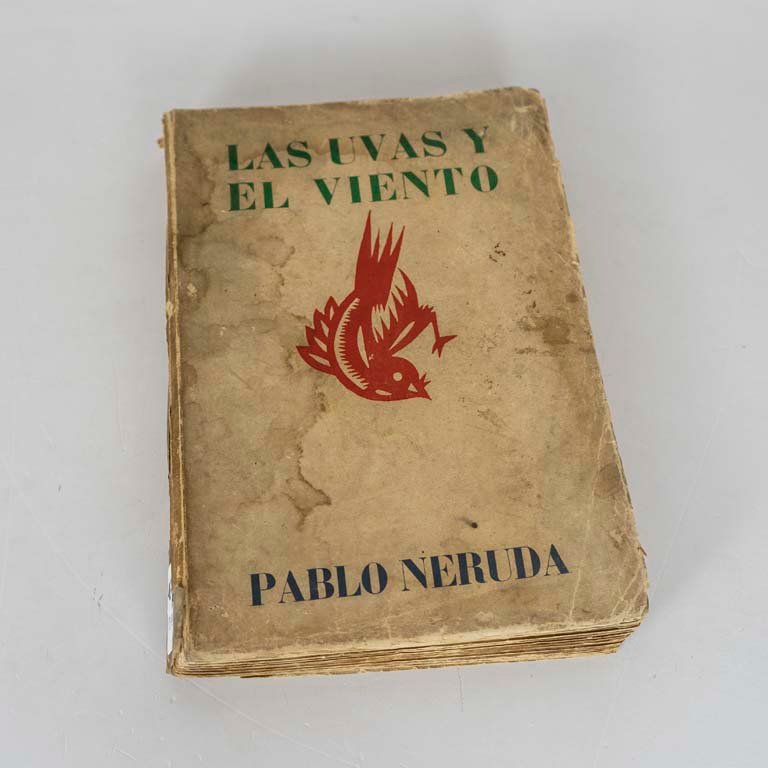 LAS UVAS Y
EL VIENTO
PABLO NERUDA